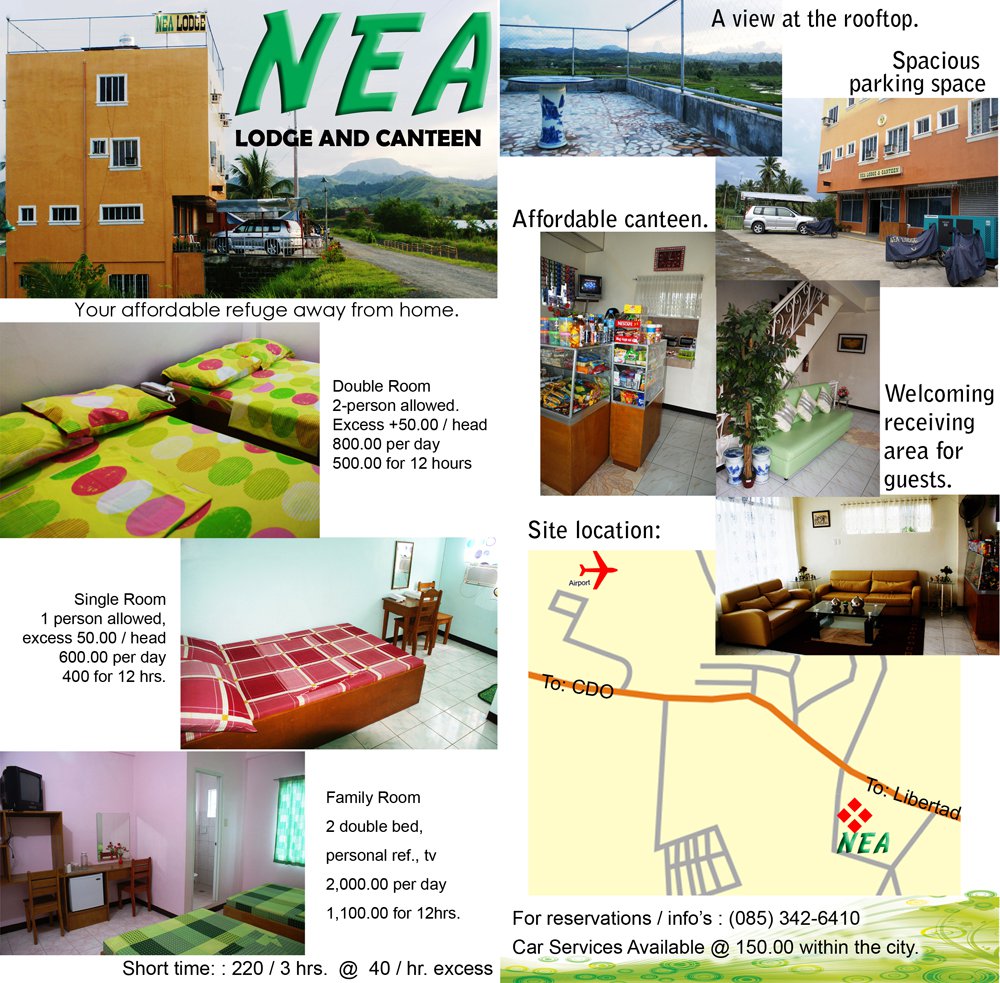 NEA LODGE
NEA
LODGE AND CANTEEN
Your affordable refuge away from home.
Double Room
2-person allowed.
Excess +50.00 / head
800.00 per day
500.00 for 12 hours
Single Room
1 person allowed,
excess 50.00 / head
600.00 per day
400 for 12 hrs.
Family Room
2 double bed,
personal ref., tv
2,000.00 per day
1,100.00 for 12hrs.
Short time: : 220 / 3 hrs. @ 40 / hr. excess
A view at the rooftop.
Spacious
parking space
NEA LODGE & CANTEEN
Affordable canteen.
NESCAFE
Welcoming
receiving
area for
guests.
Site location:
Airport
To: CDO
To: Libertad
NEA
For reservations / info's : (085) 342-6410
Car Services Available @ 150.00 within the city.